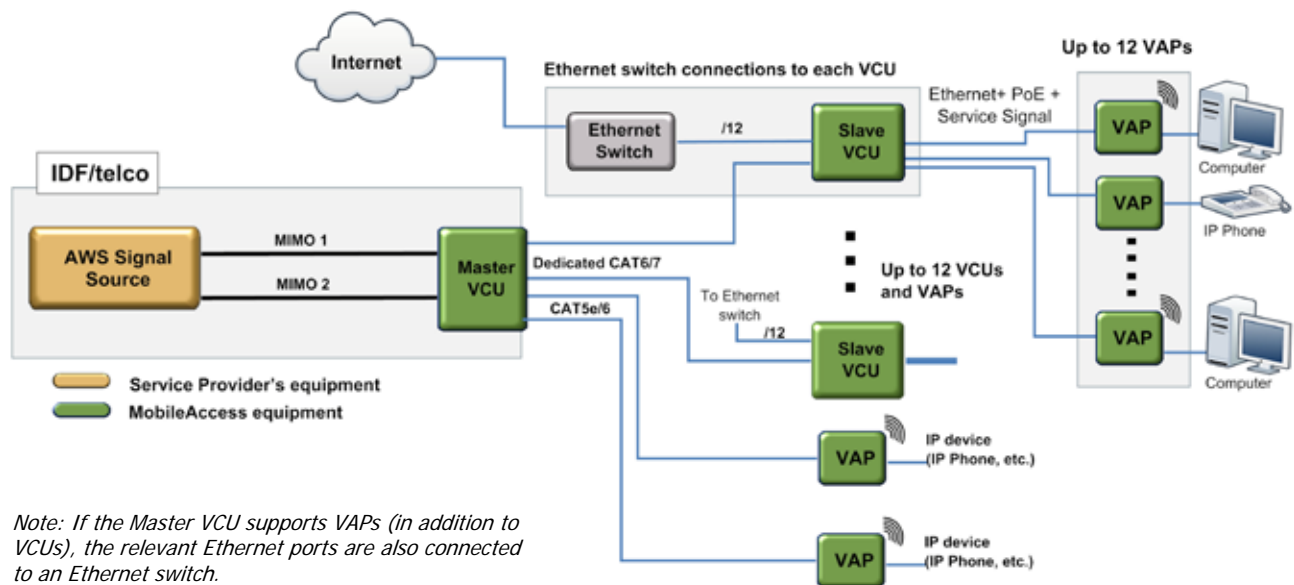 Internet
Ethernet switch connections to each VCU
Up to 12 VAPs
Ethernet+ PoE +
Service Signal
Ethernet
Switch
/12
Slave
VCU
VAP
Computer
VAP
IP Phone
VAP
Computer
IDF/telco
AWS Signal
Source
MIMO 1
MIMO 2
Master
VCU
Dedicated CAT6/7
CAT5e/6
Up to 12 VCUs
and VAPs
To Ethernet
switch
/12
Slave
VCU
Service Provider's equipment
MobileAccess equipment
VAP
IP device
(IP Phone, etc.)
VAP
IP device
(IP Phone, etc.)
Note: If the Master VCU supports VAPs (in addition to
VCUs), the relevant Ethernet ports are also connected
to an Ethernet switch.